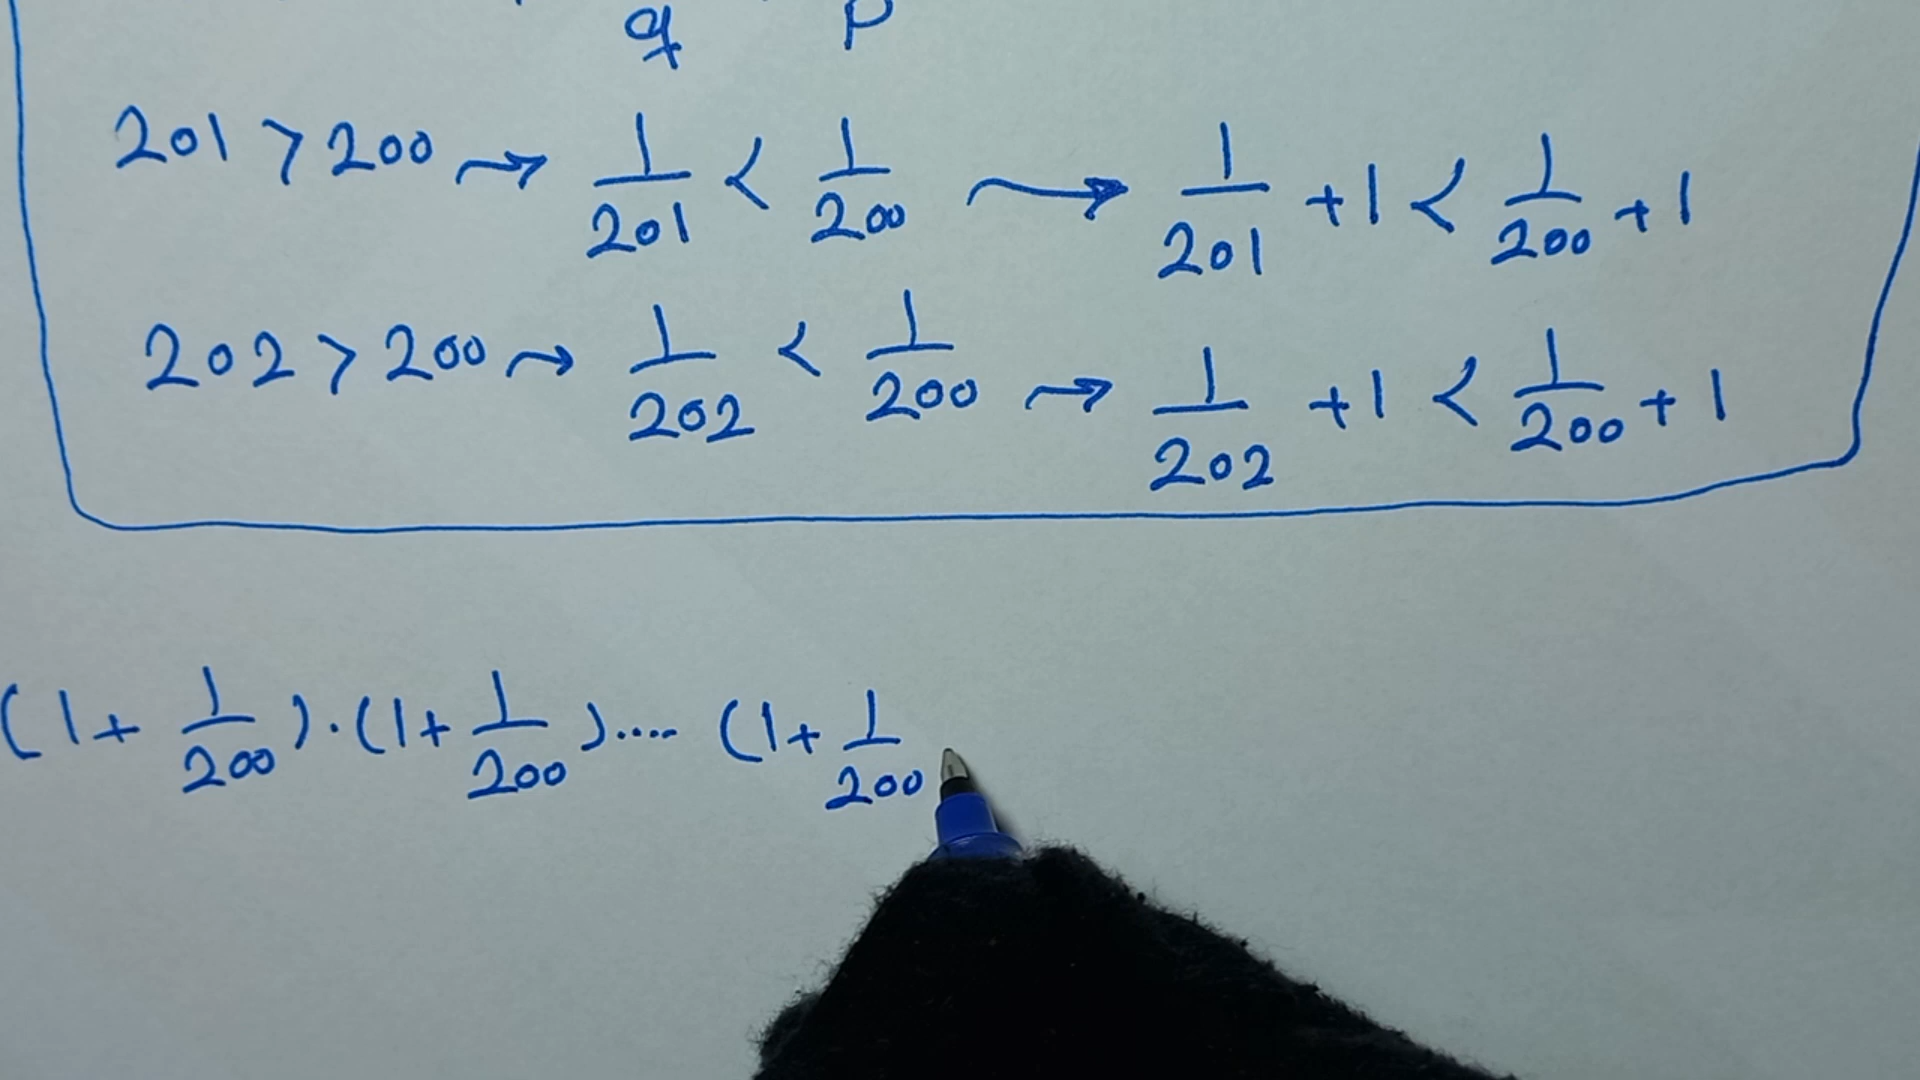 q p
201 > 200 → 1/201 < 1/200 → 1/201 + 1 < 1/200 + 1
202 > 200 → 1/202 < 1/200 → 1/202 + 1 < 1/200 + 1
(1 + 1/200) · (1 + 1/200) .... (1 + 1/200